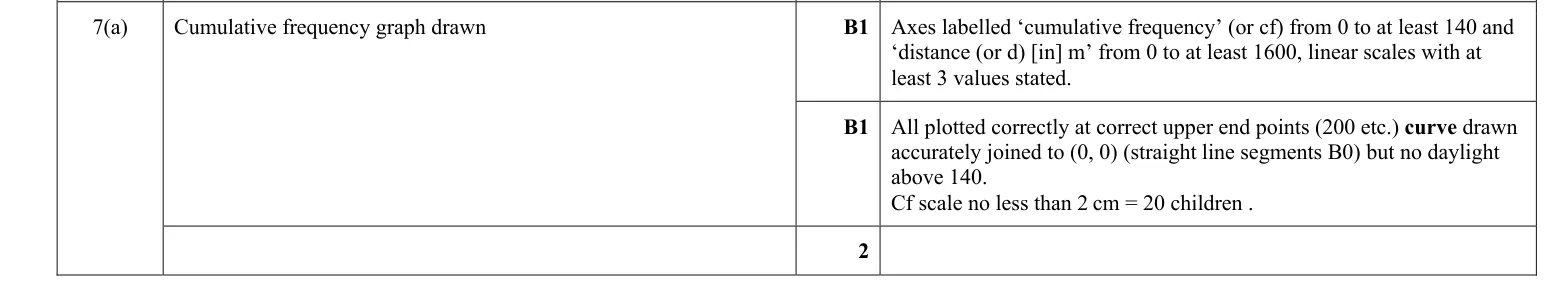 7(a)
Cumulative frequency graph drawn
B1
Axes labelled ‘cumulative frequency’ (or cf) from 0 to at least 140 and
‘distance (or d) [in] m’ from 0 to at least 1600, linear scales with at
least 3 values stated.
B1
All plotted correctly at correct upper end points (200 etc.) curve drawn
accurately joined to (0, 0) (straight line segments B0) but no daylight
above 140.
Cf scale no less than 2 cm = 20 children .
2